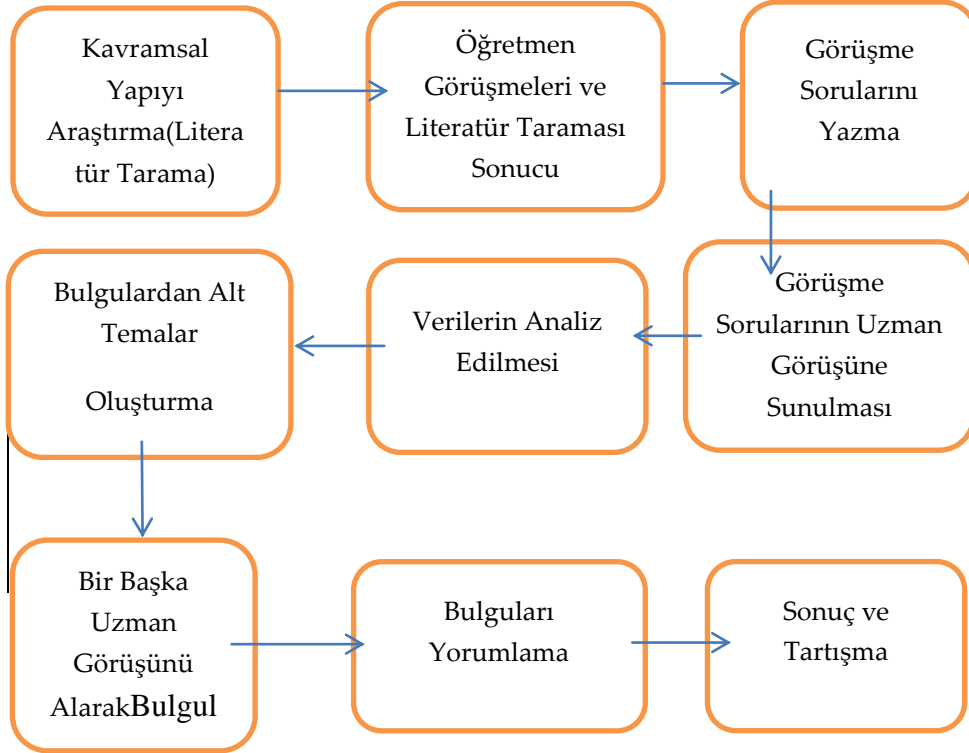 Kavramsal
Yapıyı
Araştırma(Litera
tür Tarama)
Öğretmen
Görüşmeleri ve
Literatür Taraması
Sonucu
Görüşme
Sorularını
Yazma
Görüşme
Sorularının Uzman
Görüşüne
Sunulması
Verilerin Analiz
Edilmesi
Bulgulardan Alt
Temalar
Oluşturma
Bir Başka
Uzman
Görüşünü
AlarakBulgul
Bulguları
Yorumlama
Sonuç ve
Tartışma